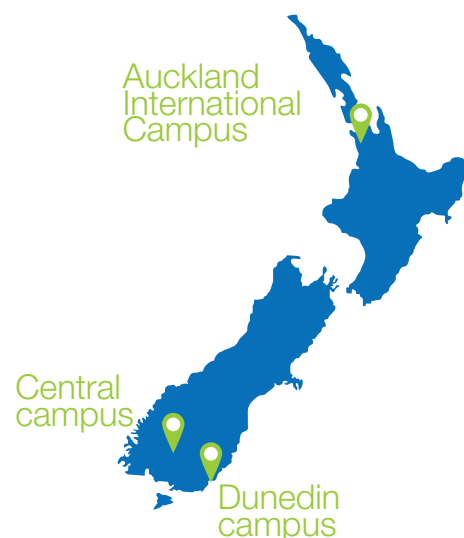 Auckland
International
Campus
Central
campus
Dunedin
campus